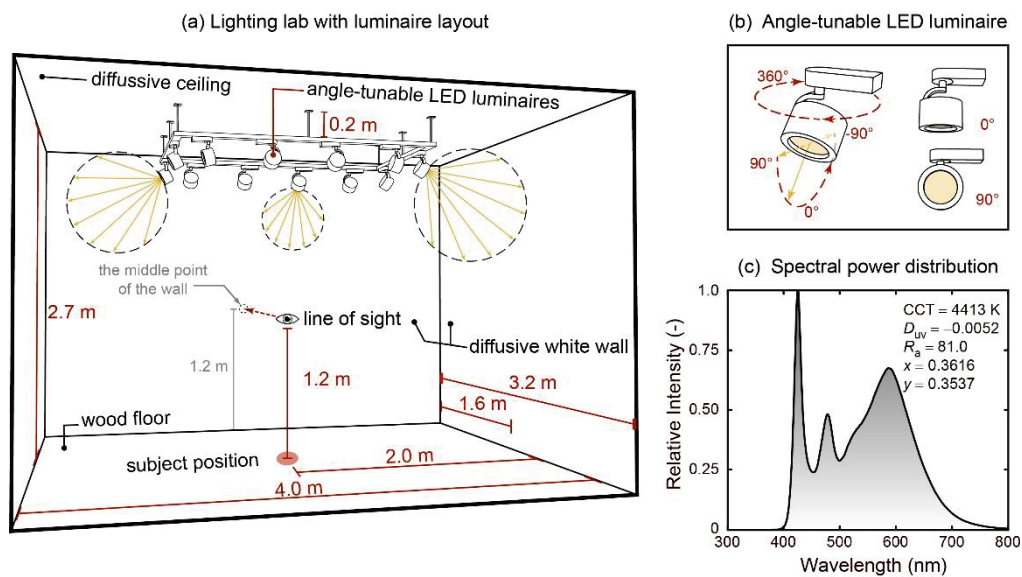 (a) Lighting lab with luminaire layout
diffussive ceiling
angle-tunable LED luminaires
0.2 m
the middle point
of the wall
2.7 m
line of sight
1.2 m
1.2 m
diffusive white wall
3.2 m
1.6 m
wood floor
subject position
2.0 m
4.0 m
(b) Angle-tunable LED luminaire
360°
-90°
90°
0°
0°
90°
(c) Spectral power distribution
CCT = 4413 K
Duv = −0.0052
Ra = 81.0
x = 0.3616
y = 0.3537
Relative Intensity (-)
1.0
0.75
0.50
0.25
0
300 400 500 600 700 800
Wavelength (nm)